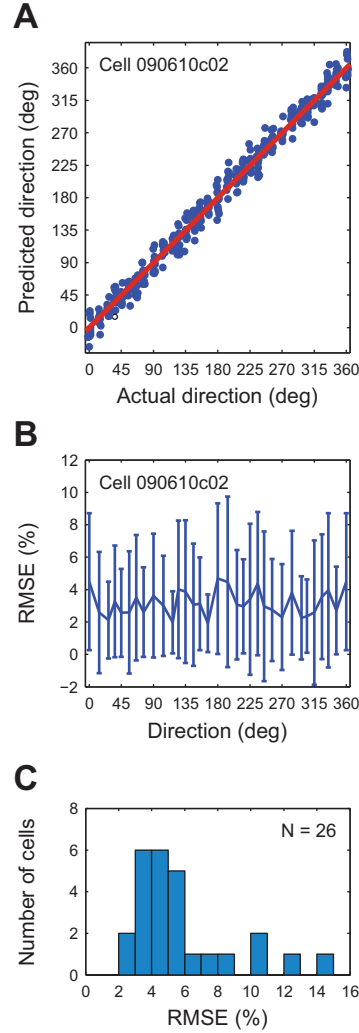 A
Cell 090610c02
360
315
270
225
180
135
90
45
0
Predicted direction (deg)
0 45 90 135 180 225 270 315 360
Actual direction (deg)
B
Cell 090610c02
12
10
8
6
4
2
0
−2
RMSE (%)
0 45 90 135 180 225 270 315 360
Direction (deg)
C
N = 26
8
6
4
2
0
Number of cells
0 2 4 6 8 10 12 14 16
RMSE (%)